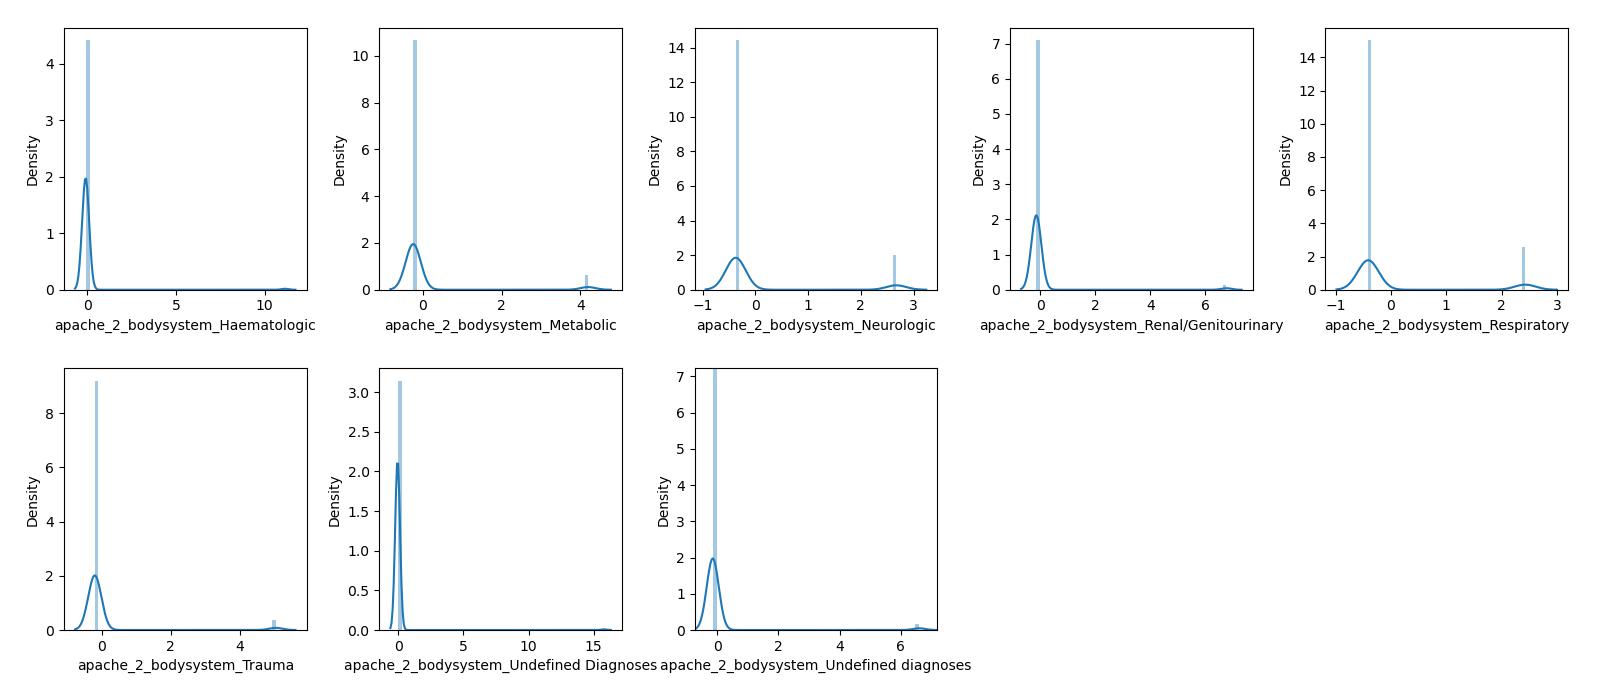 Density
4
3
2
1
0
0 5 10
apache_2_bodysystem_Haematologic
Density
10
8
6
4
2
0
0 2 4
apache_2_bodysystem_Metabolic
Density
14
12
10
8
6
4
2
0
−1 0 1 2 3
apache_2_bodysystem_Neurologic
Density
7
6
5
4
3
2
1
0
0 2 4 6
apache_2_bodysystem_Renal/Genitourinary
Density
14
12
10
8
6
4
2
0
−1 0 1 2 3
apache_2_bodysystem_Respiratory
Density
8
6
4
2
0
0 2 4
apache_2_bodysystem_Trauma
Density
3.0
2.5
2.0
1.5
1.0
0.5
0.0
0 5 10 15
apache_2_bodysystem_Undefined Diagnoses
Density
7
6
5
4
3
2
1
0
0 2 4 6
apache_2_bodysystem_Undefined diagnoses